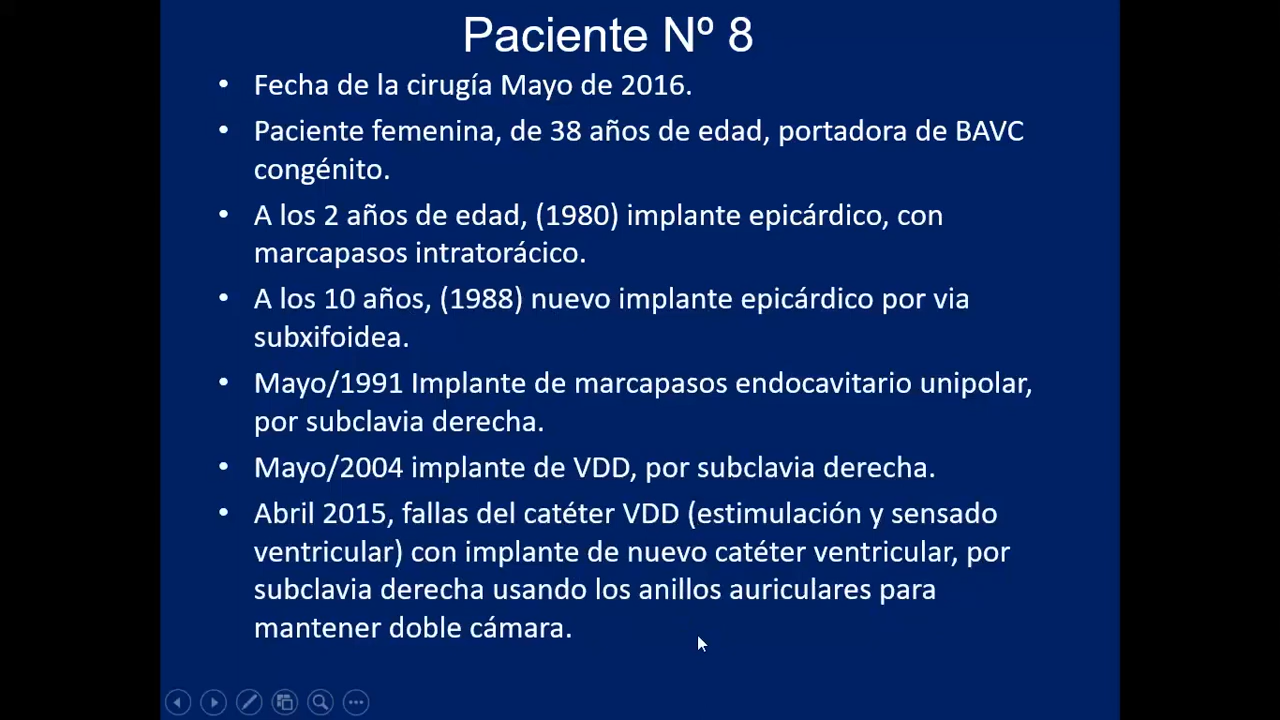 Paciente Nº 8
• Fecha de la cirugía Mayo de 2016.
• Paciente femenina, de 38 años de edad, portadora de BAVC
congénito.
• A los 2 años de edad, (1980) implante epicárdico, con
marcapasos intratorácico.
• A los 10 años, (1988) nuevo implante epicárdico por via
subxifoidea.
• Mayo/1991 Implante de marcapasos endocavitario unipolar,
por subclavia derecha.
• Mayo/2004 implante de VDD, por subclavia derecha.
• Abril 2015, fallas del catéter VDD (estimulación y sensado
ventricular) con implante de nuevo catéter ventricular, por
subclavia derecha usando los anillos auriculares para
mantener doble cámara.